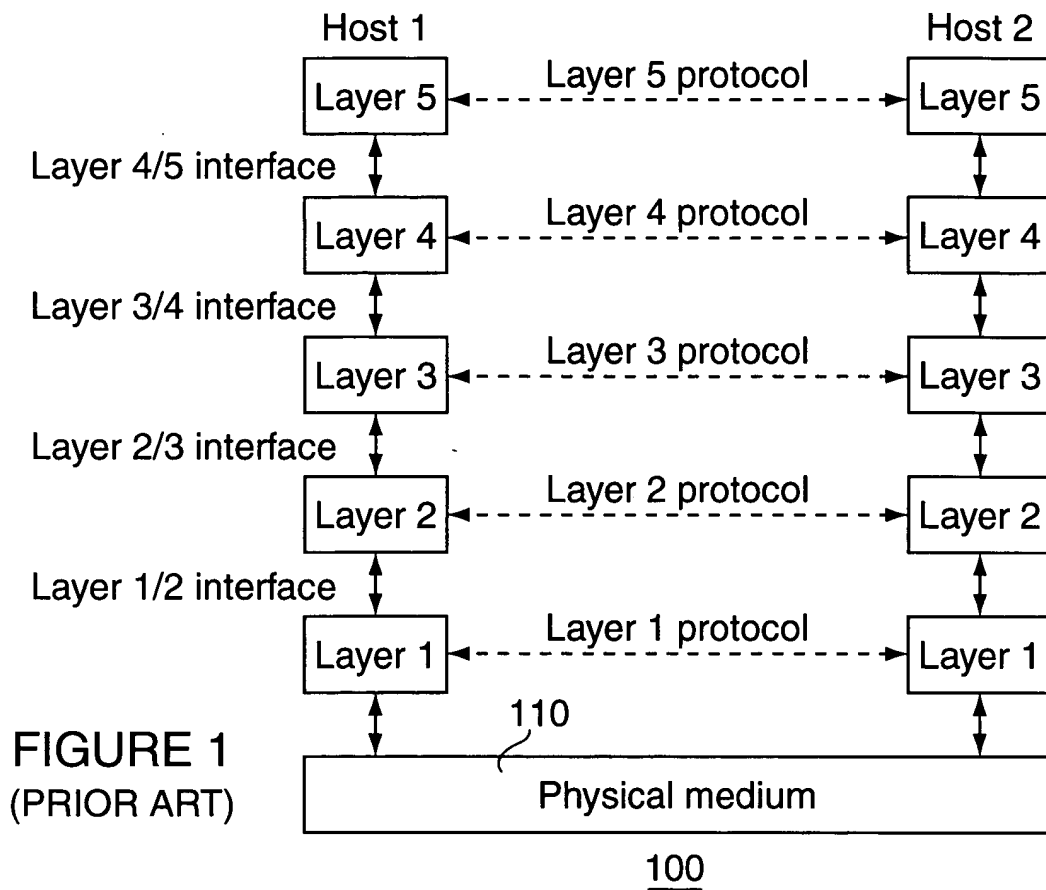 Host 1 Host 2
Layer 5 Layer 5 protocol Layer 5
Layer 4/5 interface
Layer 4 Layer 4 protocol Layer 4
Layer 3/4 interface
Layer 3 Layer 3 protocol Layer 3
Layer 2/3 interface
Layer 2 Layer 2 protocol Layer 2
Layer 1/2 interface
Layer 1 Layer 1 protocol Layer 1
110
FIGURE 1
(PRIOR ART)
Physical medium
100